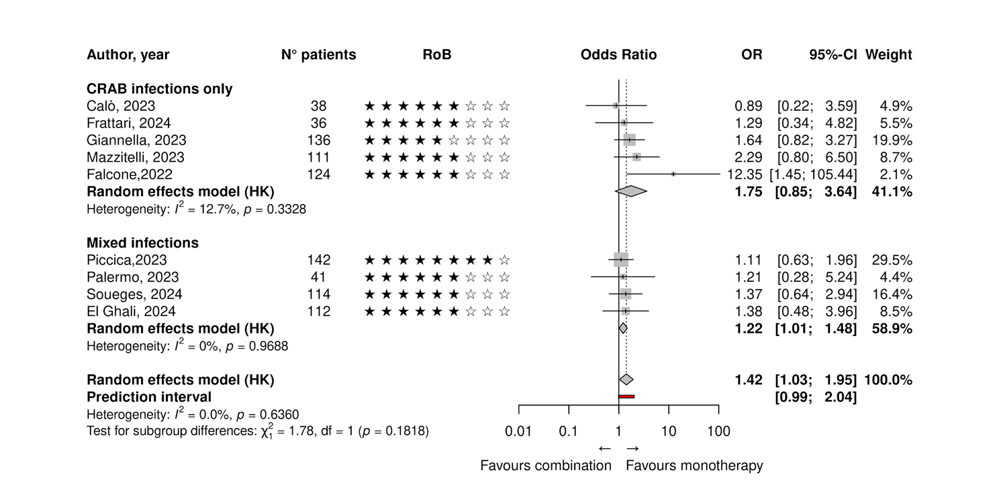 Author, year N° patients RoB Odds Ratio OR 95%-CI Weight
CRAB infections only
Calò, 2023 38 ★ ★ ★ ★ ★ ★ ☆ ☆ ☆ 0.89 [0.22; 3.59] 4.9%
Frattari, 2024 36 ★ ★ ★ ★ ★ ★ ☆ ☆ ☆ 1.29 [0.34; 4.82] 5.5%
Giannella, 2023 136 ★ ★ ★ ★ ★ ☆ ☆ ☆ ☆ 1.64 [0.82; 3.27] 19.9%
Mazzitelli, 2023 111 ★ ★ ★ ★ ★ ★ ☆ ☆ ☆ 2.29 [0.80; 6.50] 8.7%
Falcone,2022 124 ★ ★ ★ ★ ★ ★ ☆ ☆ ☆ 12.35 [1.45; 105.44] 2.1%
Random effects model (HK) 1.75 [0.85; 3.64] 41.1%
Heterogeneity: I² = 12.7%, p = 0.3328
Mixed infections
Piccica,2023 142 ★ ★ ★ ★ ★ ★ ★ ★ ☆ 1.11 [0.63; 1.96] 29.5%
Palermo, 2023 41 ★ ★ ★ ★ ★ ★ ☆ ☆ ☆ 1.21 [0.28; 5.24] 4.4%
Soueges, 2024 114 ★ ★ ★ ★ ★ ★ ☆ ☆ ☆ 1.37 [0.64; 2.94] 16.4%
El Ghali, 2024 112 ★ ★ ★ ★ ★ ★ ☆ ☆ ☆ 1.38 [0.48; 3.96] 8.5%
Random effects model (HK) 1.22 [1.01; 1.48] 58.9%
Heterogeneity: I² = 0%, p = 0.9688
Random effects model (HK) 1.42 [1.03; 1.95] 100.0%
Prediction interval [0.99; 2.04]
Heterogeneity: I² = 0.0%, p = 0.6360
Test for subgroup differences: χ₁² = 1.78, df = 1 (p = 0.1818)
0.01 0.1 1 10 100
← →
Favours combination Favours monotherapy